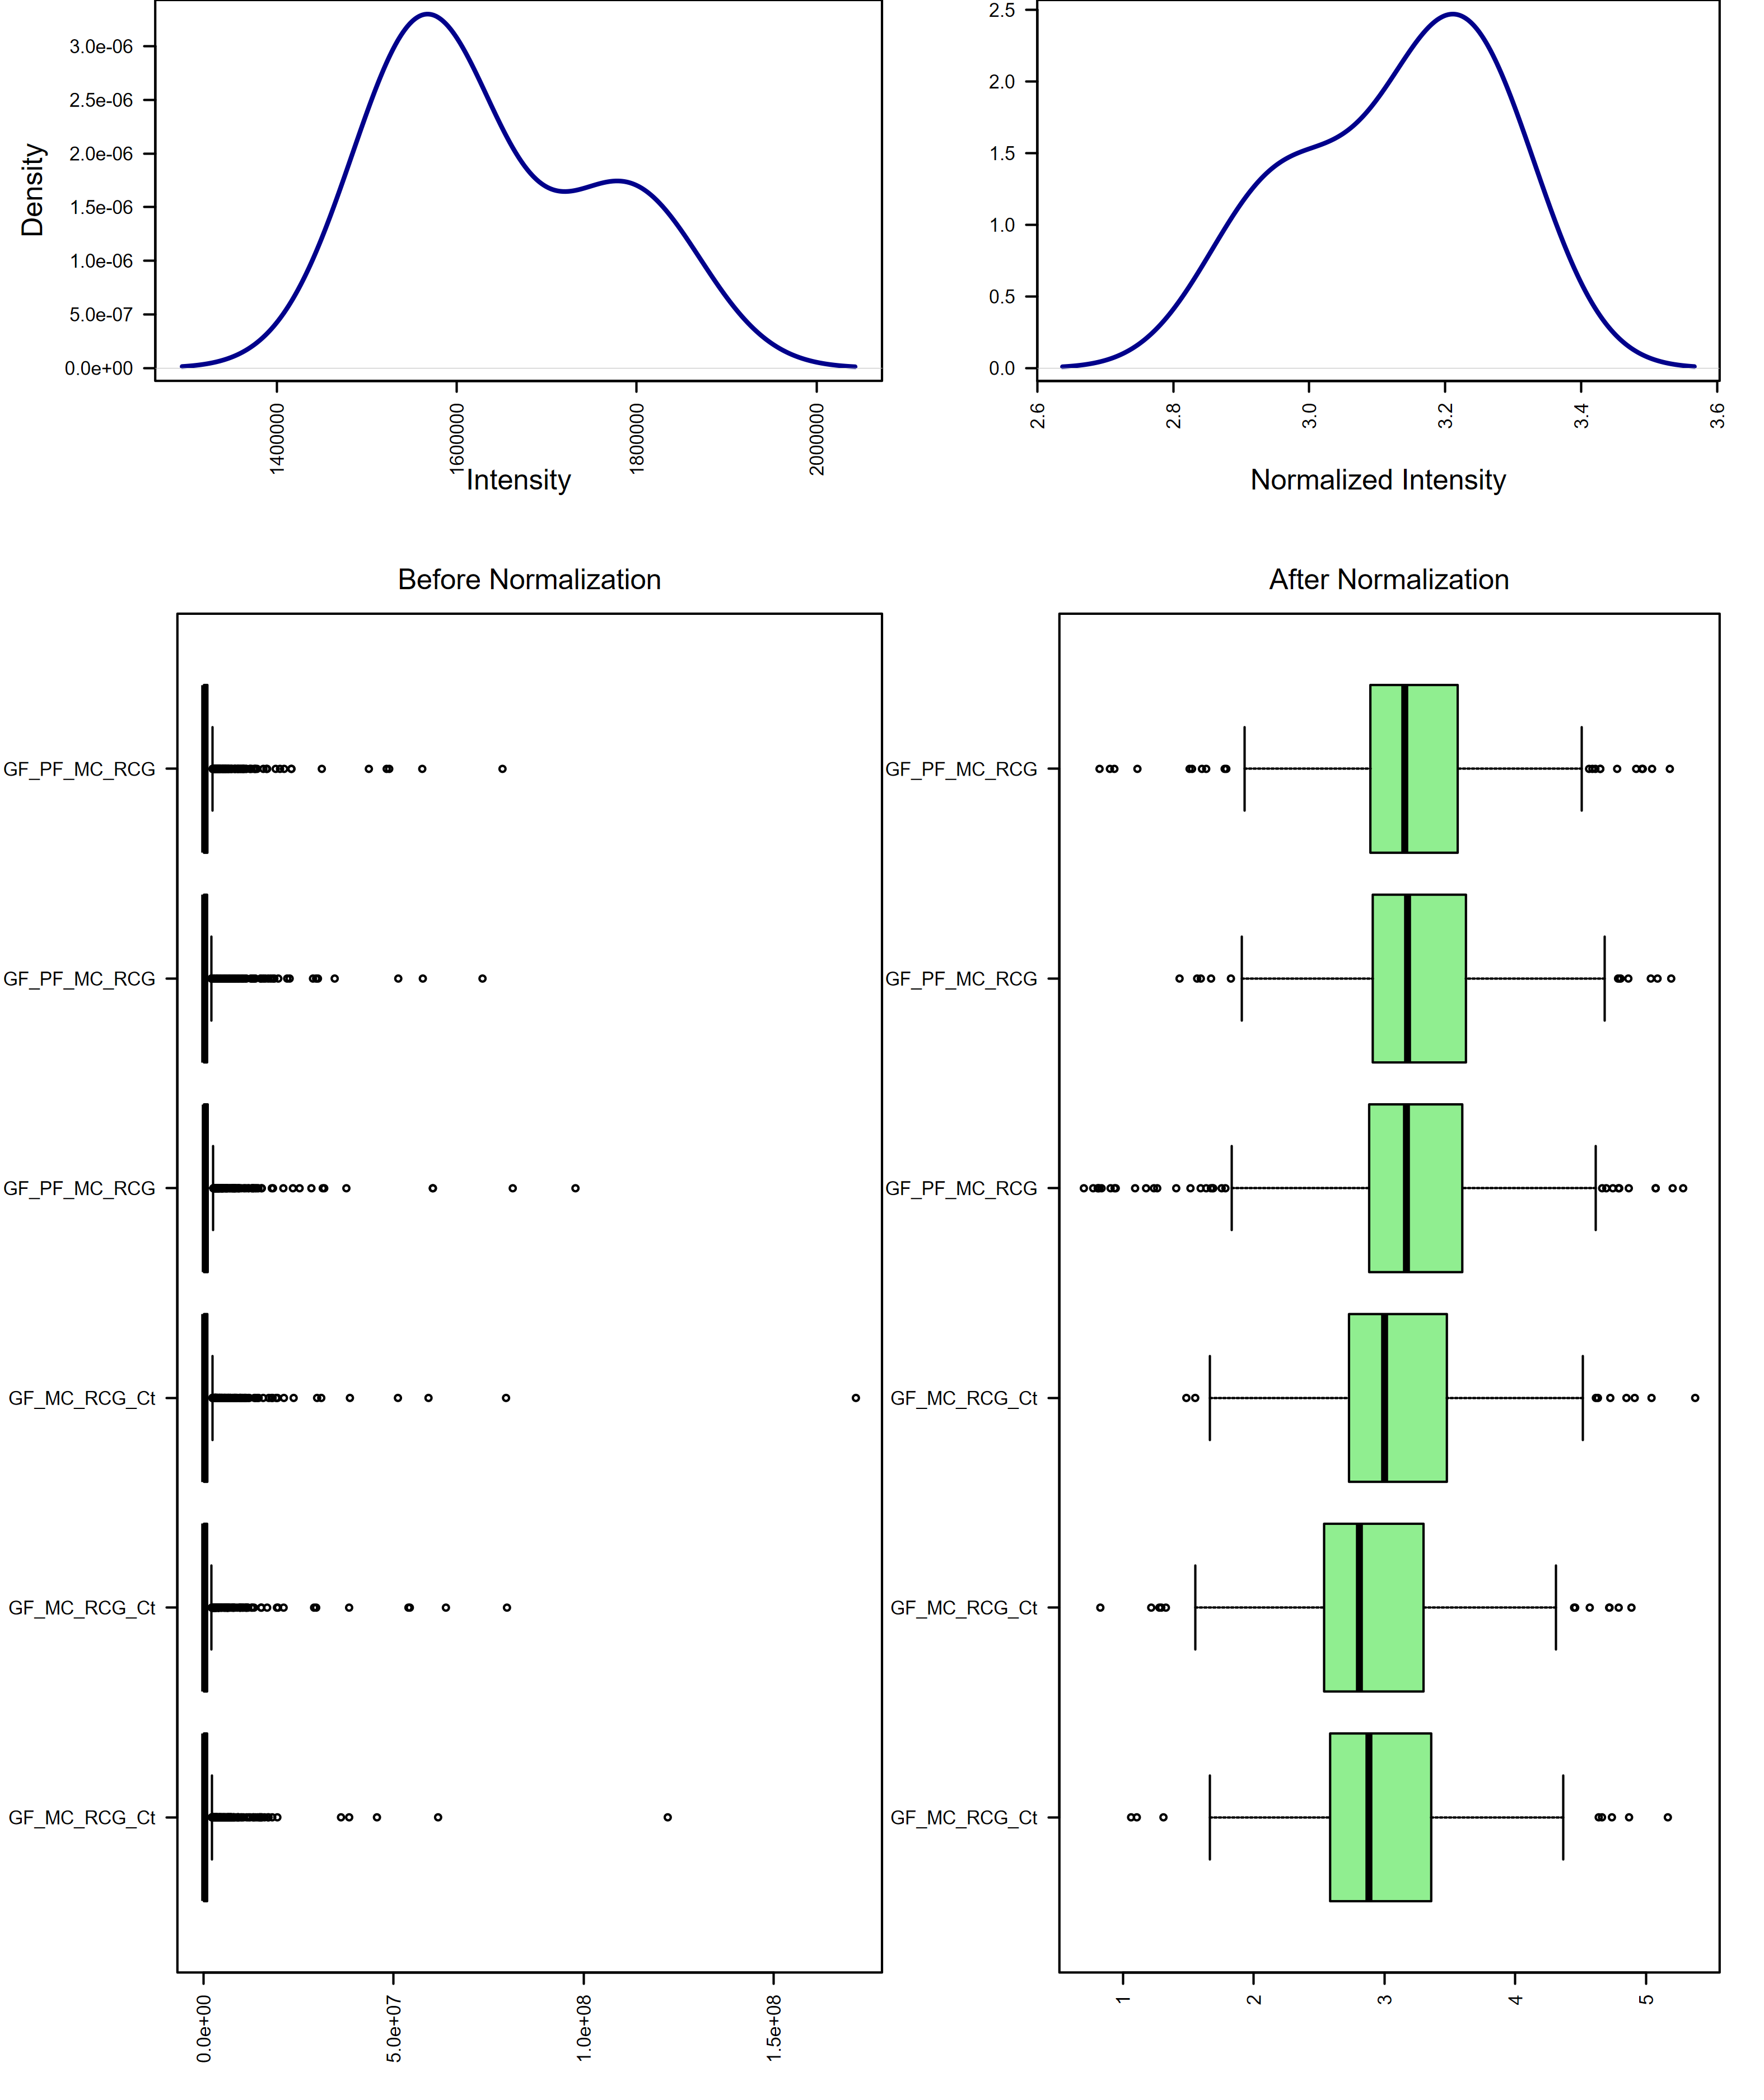 3.0e-06
2.5e-06
2.0e-06
1.5e-06
1.0e-06
5.0e-07
0.0e+00
Density
1400000
1600000
1800000
2000000
Intensity
2.5
2.0
1.5
1.0
0.5
0.0
2.6
2.8
3.0
3.2
3.4
3.6
Normalized Intensity
Before Normalization
GF_PF_MC_RCG
GF_PF_MC_RCG
GF_PF_MC_RCG
GF_MC_RCG_Ct
GF_MC_RCG_Ct
GF_MC_RCG_Ct
0.0e+00
5.0e+07
1.0e+08
1.5e+08
After Normalization
GF_PF_MC_RCG
GF_PF_MC_RCG
GF_PF_MC_RCG
GF_MC_RCG_Ct
GF_MC_RCG_Ct
GF_MC_RCG_Ct
1
2
3
4
5